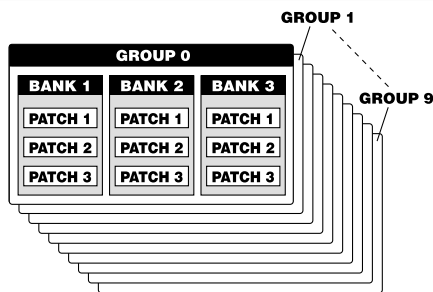 GROUP 1
GROUP 0
GROUP 9
BANK 1 BANK 2 BANK 3
PATCH 1 PATCH 1 PATCH 1
PATCH 2 PATCH 2 PATCH 2
PATCH 3 PATCH 3 PATCH 3